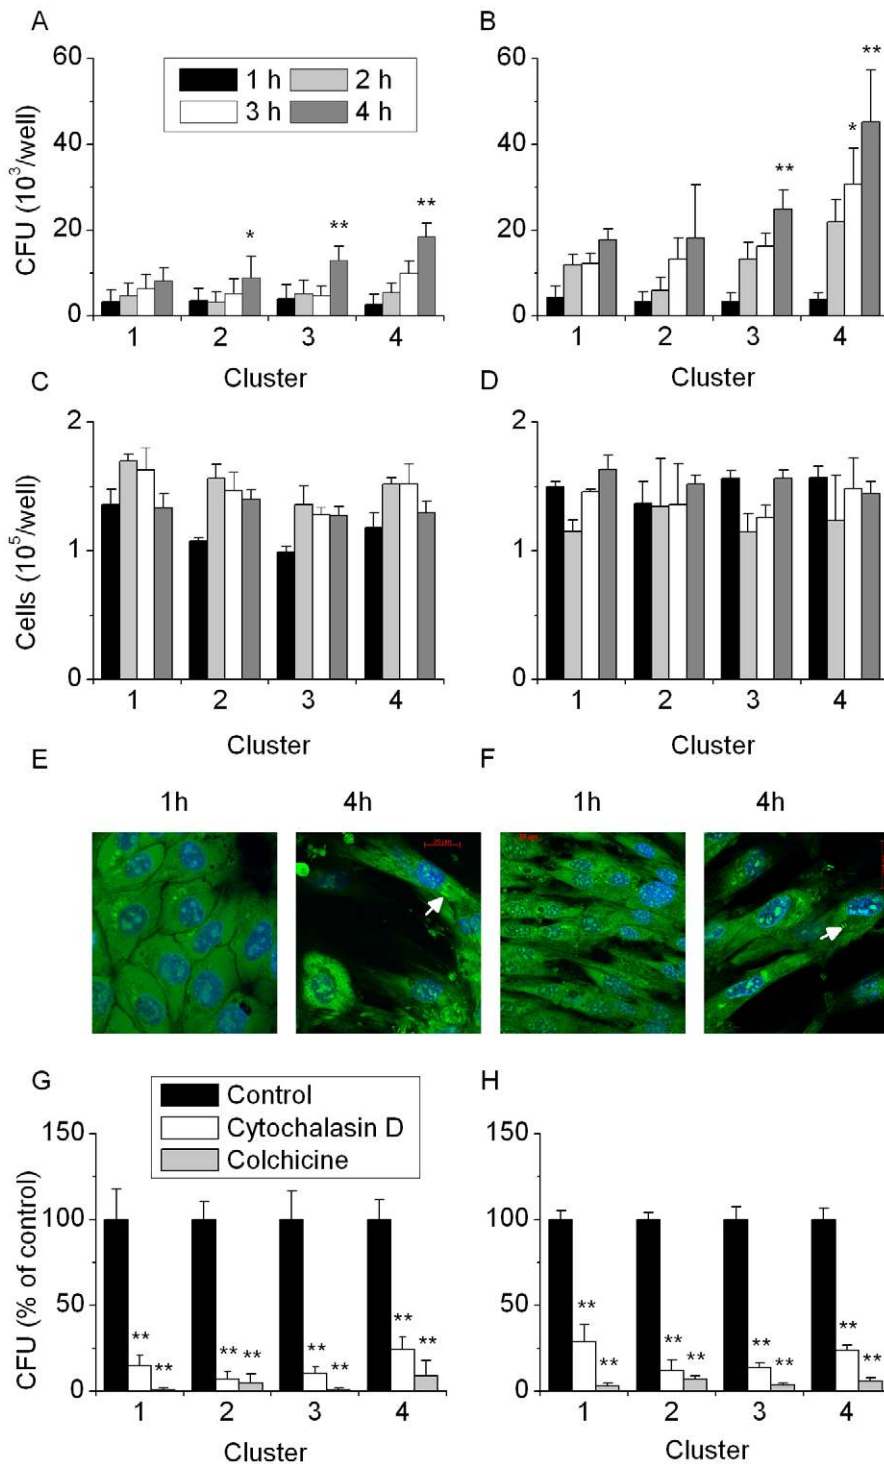 A
B
60
40
20
0
CFU (10³/well)
1 h 2 h
3 h 4 h
*
**
**
1 2 3 4
Cluster
60
40
20
0
**
*
**
1 2 3 4
Cluster
C
D
2
1
0
Cells (10⁵/well)
1 2 3 4
Cluster
2
1
0
1 2 3 4
Cluster
E
F
1h 4h 1h 4h
20 µm
G
H
Control
Cytochalasin D
Colchicine
150
100
50
0
CFU (% of control)
** ** ** ** ** ** ** **
1 2 3 4
Cluster
150
100
50
0
** ** ** ** ** ** ** **
1 2 3 4
Cluster